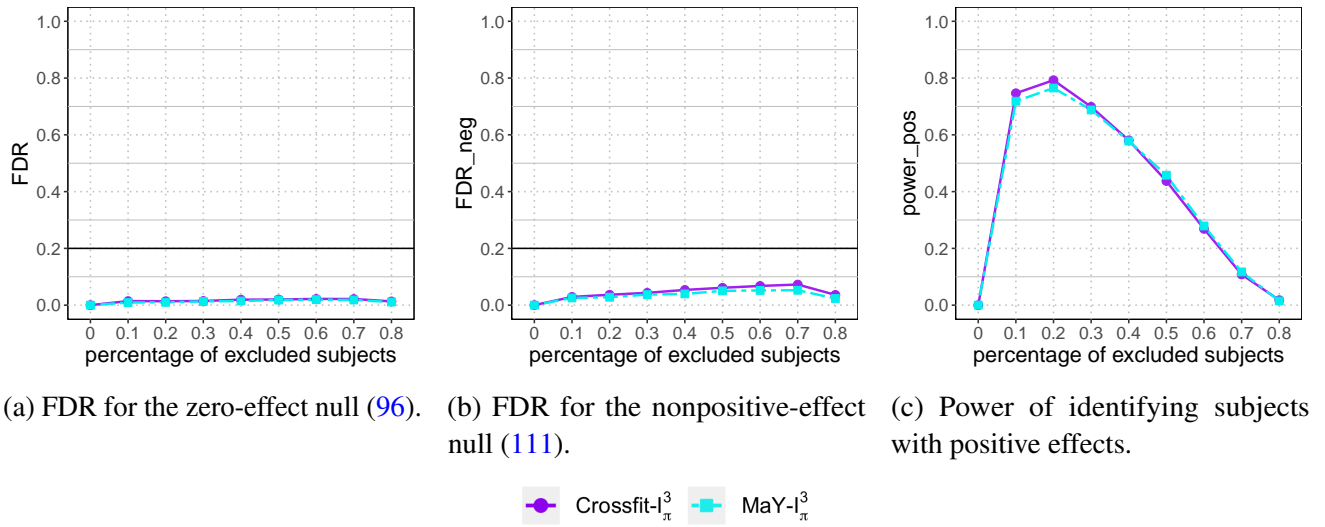 1.0
0.8
0.6
0.4
0.2
0.0
FDR
0 0.1 0.2 0.3 0.4 0.5 0.6 0.7 0.8
percentage of excluded subjects
(a) FDR for the zero-effect null (96).
1.0
0.8
0.6
0.4
0.2
0.0
FDR_neg
0 0.1 0.2 0.3 0.4 0.5 0.6 0.7 0.8
percentage of excluded subjects
(b) FDR for the nonpositive-effect
null (111).
1.0
0.8
0.6
0.4
0.2
0.0
power_pos
0 0.1 0.2 0.3 0.4 0.5 0.6 0.7 0.8
percentage of excluded subjects
(c) Power of identifying subjects
with positive effects.
Crossfit-I³π MaY-I³π